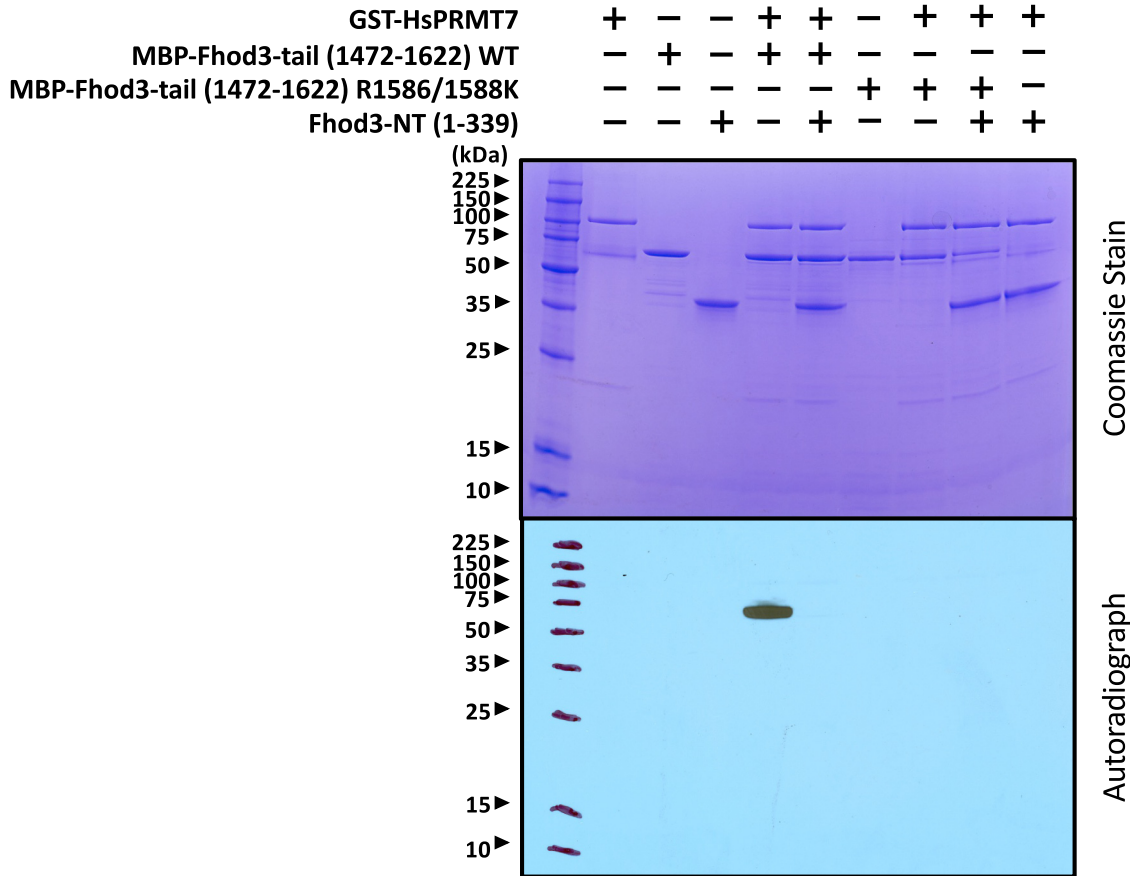 GST-HsPRMT7 + − − + + − + + +
MBP-Fhod3-tail (1472-1622) WT − + − + + − − − −
MBP-Fhod3-tail (1472-1622) R1586/1588K − − − − − + + + −
Fhod3-NT (1-339) − − + − + − − + +
(kDa)
225
150
100
75
50
35
25
15
10
Coomassie Stain
225
150
100
75
50
35
25
15
10
Autoradiograph